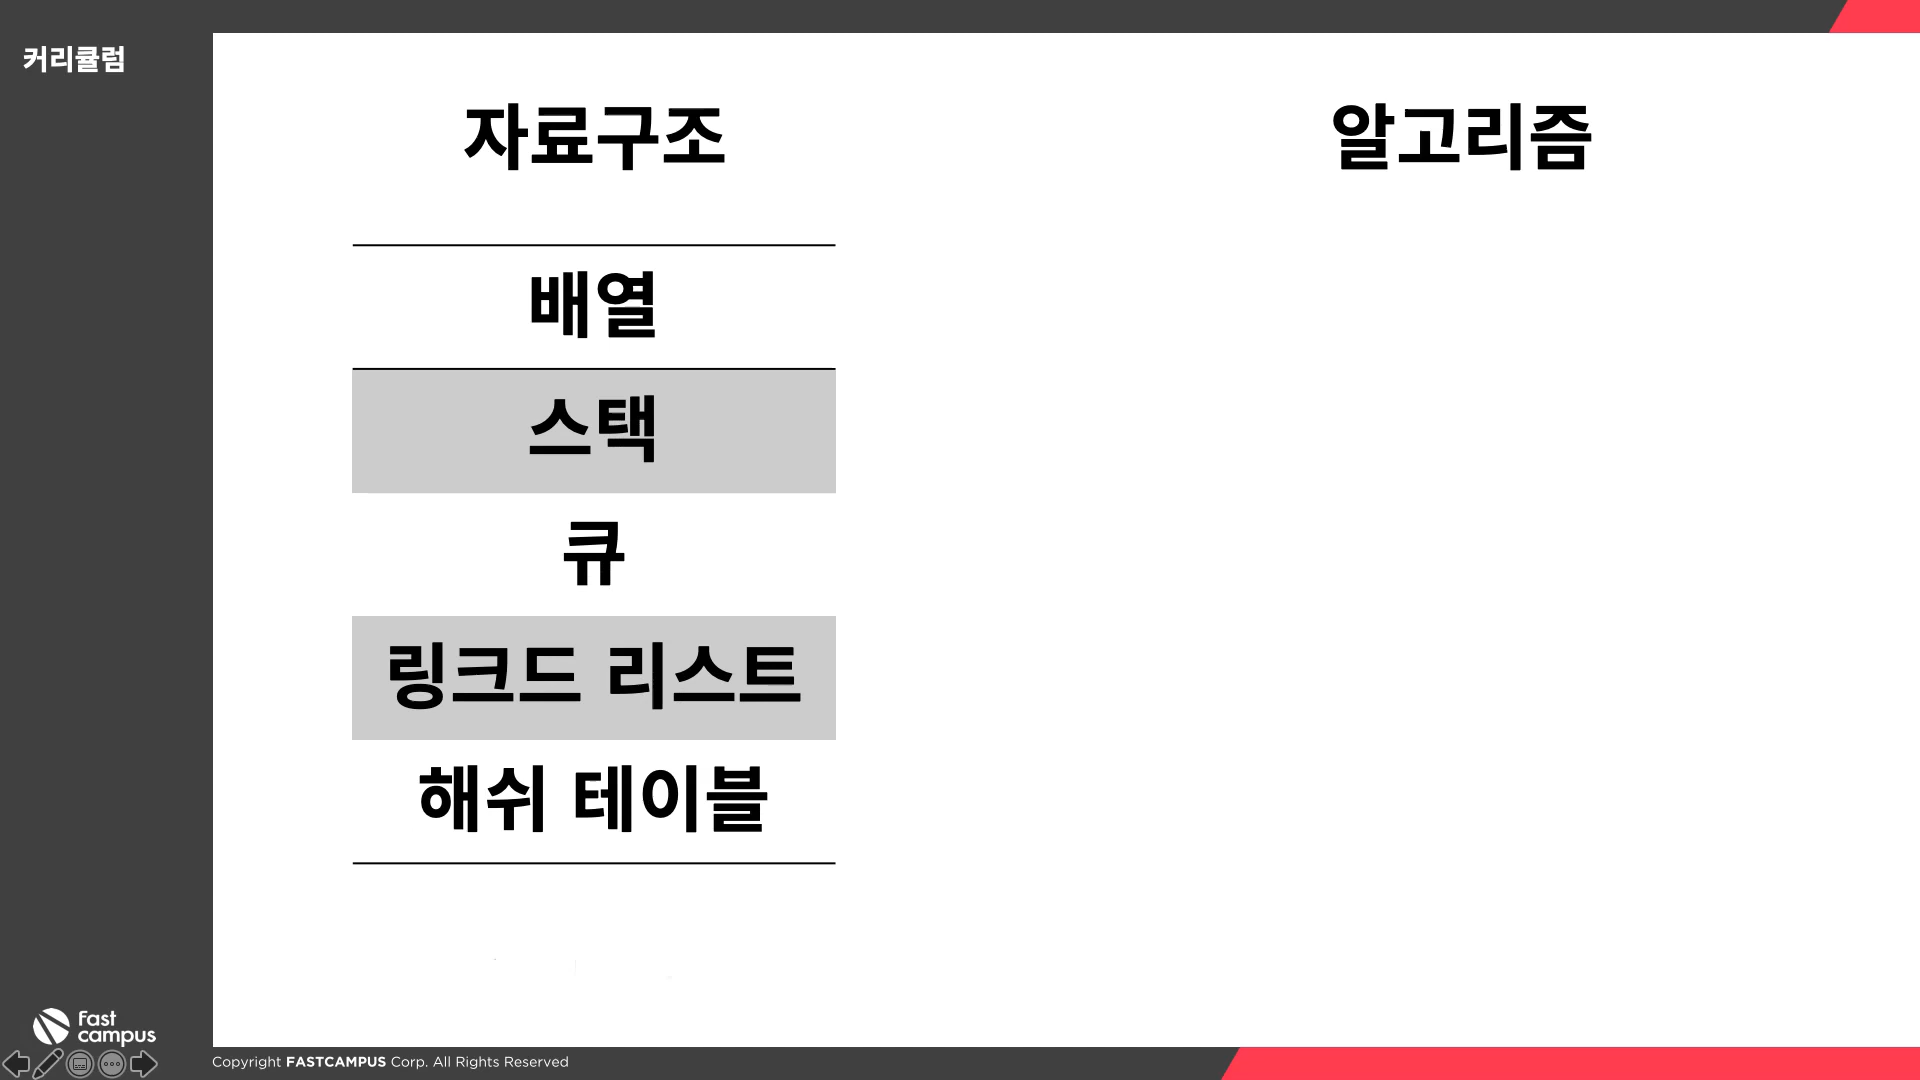 커리큘럼
자료구조
배열
스택
큐
링크드 리스트
해쉬 테이블
알고리즘
Fast campus
Copyright FASTCAMPUS Corp. All Rights Reserved